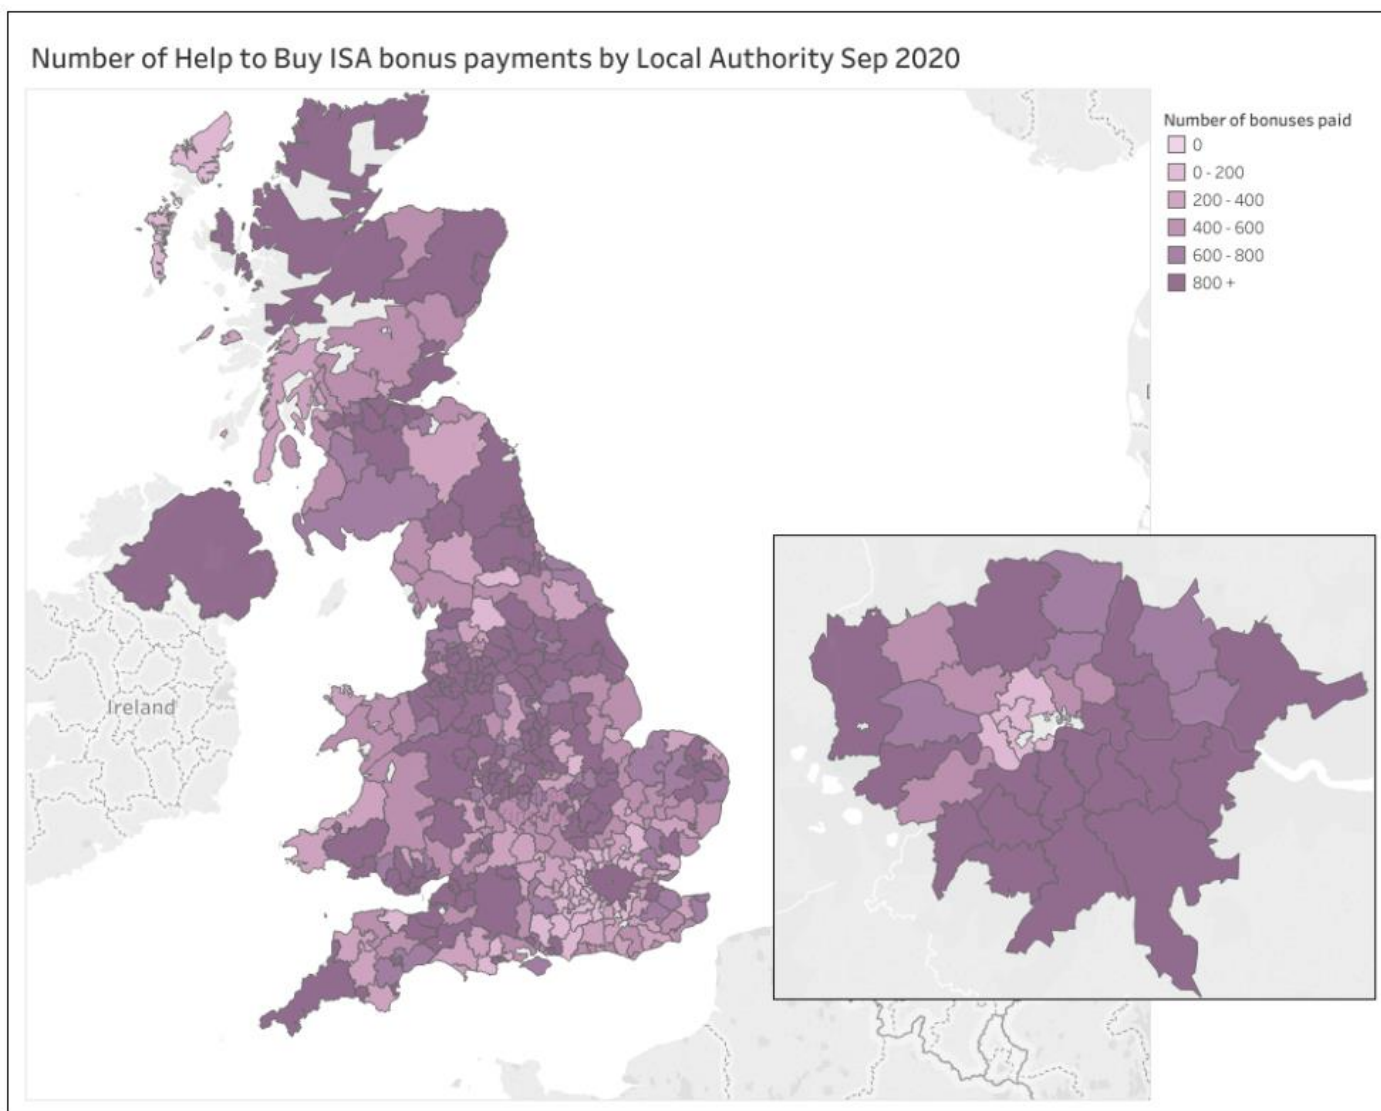 Number of Help to Buy ISA bonus payments by Local Authority Sep 2020
Number of bonuses paid
0
0 - 200
200 - 400
400 - 600
600 - 800
800 +
Ireland